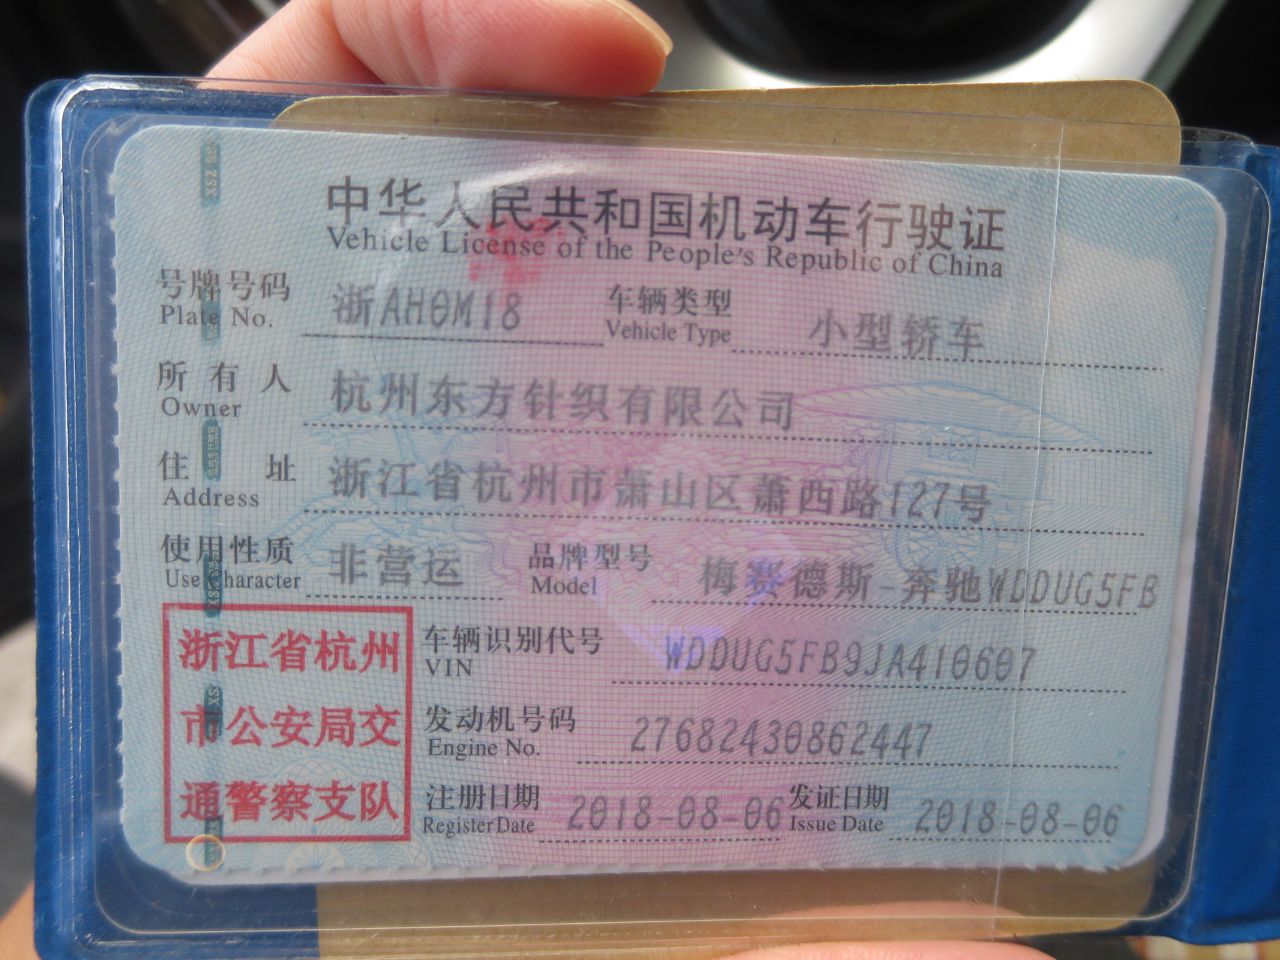 中华人民共和国机动车行驶证
Vehicle License of the People's Republic of China
号牌号码 浙AH0M18 车辆类型 小型轿车
Plate No. Vehicle Type
所有人 杭州东方针织有限公司
Owner
住址 浙江省杭州市萧山区萧西路127号
Address
使用性质 非营运 品牌型号 梅赛德斯-奔驰WDDUG5FB
Use Character Model
浙江省杭州
市公安局交
通警察支队
车辆识别代号 WDDUG5FB9JA410607
VIN
发动机号码 27682430862447
Engine No.
注册日期 2018-08-06 发证日期 2018-08-06
Register Date Issue Date